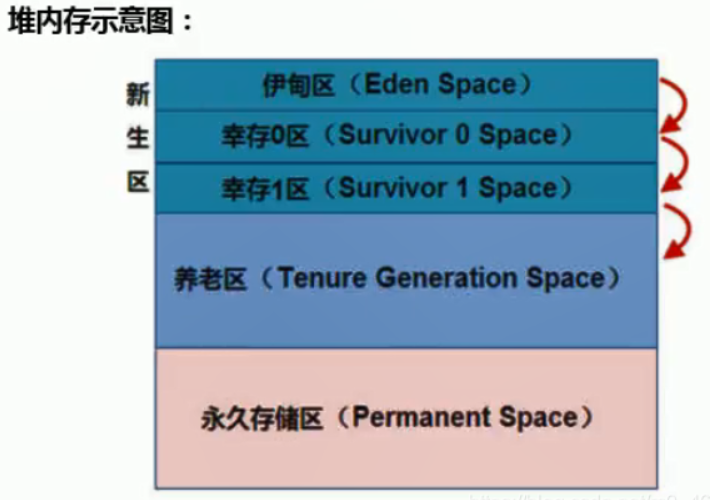 堆内存示意图：
新生区
伊甸区（Eden Space）
幸存0区（Survivor 0 Space）
幸存1区（Survivor 1 Space）
养老区（Tenure Generation Space）
永久存储区（Permanent Space）